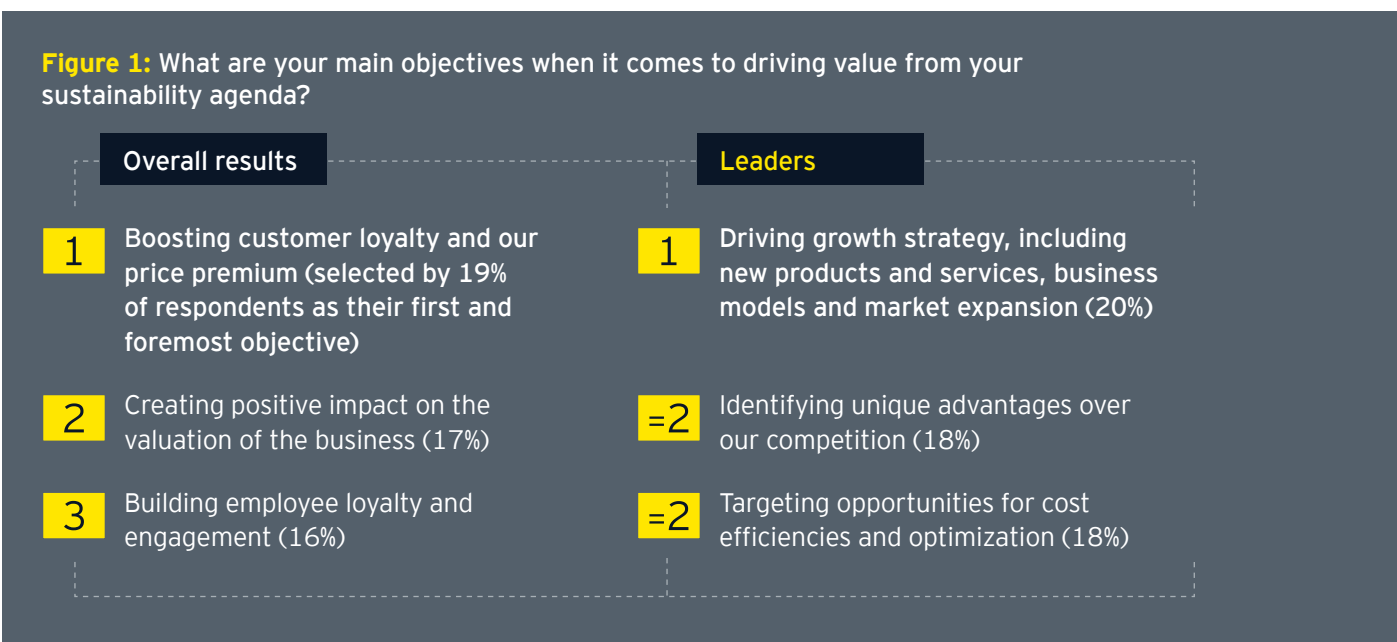 Figure 1: What are your main objectives when it comes to driving value from your
sustainability agenda?
Overall results
1
Boosting customer loyalty and our
price premium (selected by 19%
of respondents as their first and
foremost objective)
2
Creating positive impact on the
valuation of the business (17%)
3
Building employee loyalty and
engagement (16%)
Leaders
1
Driving growth strategy, including
new products and services, business
models and market expansion (20%)
=2
Identifying unique advantages over
our competition (18%)
=2
Targeting opportunities for cost
efficiencies and optimization (18%)